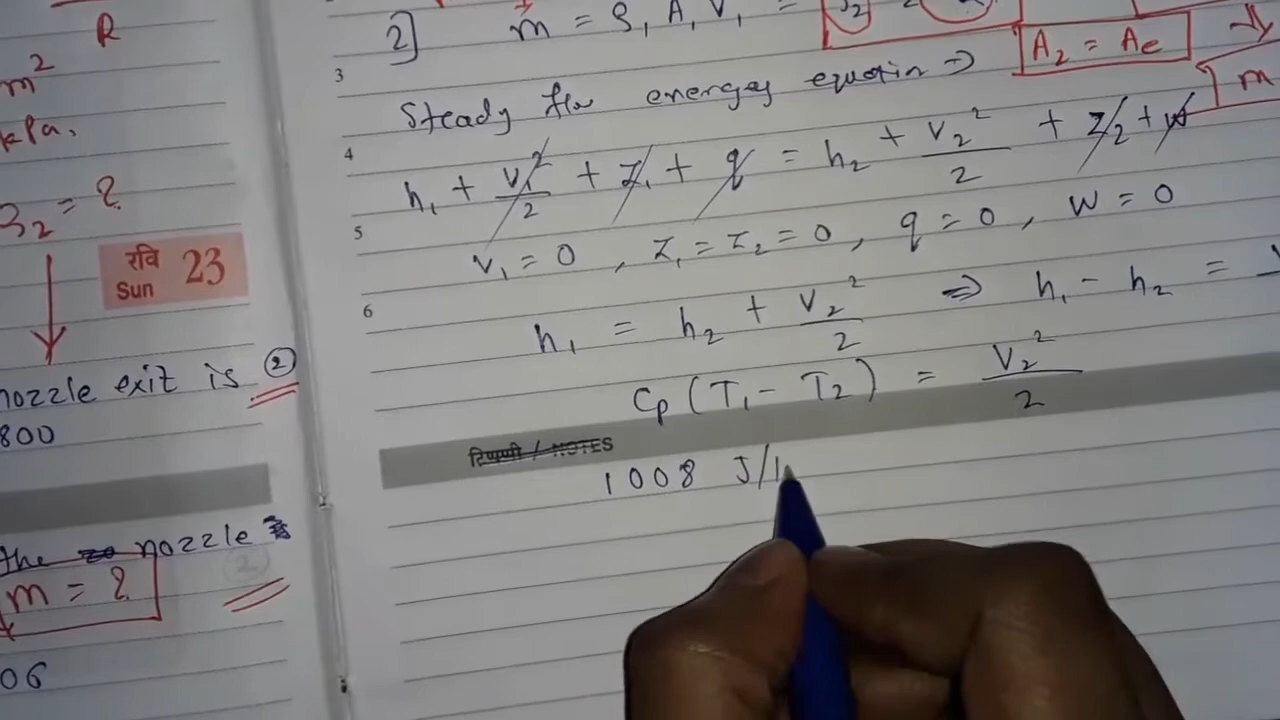 R
m²
kPa.
ρ₂ = ?
रवि
Sun 23
nozzle exit is ②
800
the nozzle
m = ?
06
2] ṁ = ρ₁ A₁ V₁ =
3
A₂ = Ae
Steady flw energy equotin →
m
4
h₁ + V₁²/2 + Z₁ + q = h₂ + V₂²/2 + Z₂ + w
5
V₁ = 0 , Z₁ = Z₂ = 0 , q = 0 , W = 0
6
h₁ = h₂ + V₂²/2 ⇒ h₁ - h₂ =
Cp (T₁ - T₂) = V₂²/2
टिप्पणी / NOTES
1008 J/